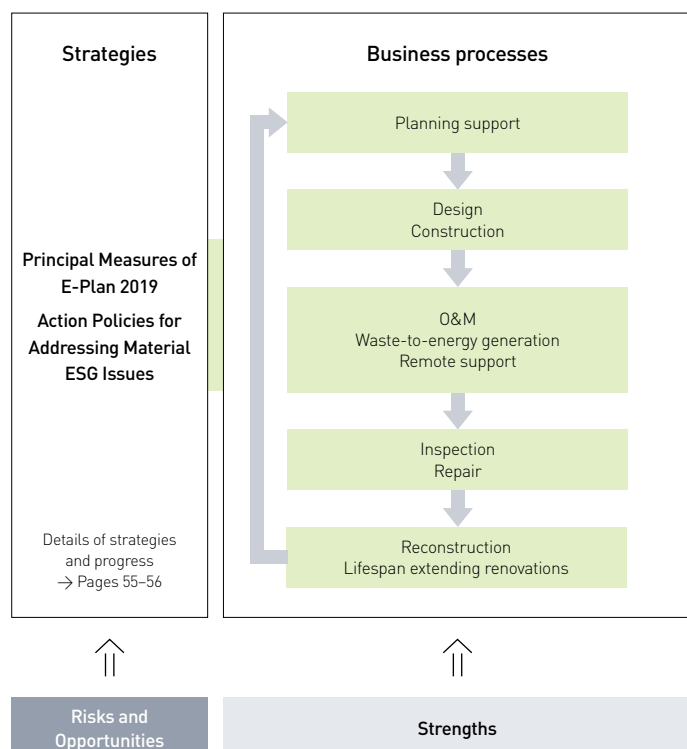 Strategies
Principal Measures of
E-Plan 2019
Action Policies for
Addressing Material
ESG Issues
Details of strategies
and progress
→ Pages 55–56
Business processes
Planning support
Design
Construction
O&M
Waste-to-energy generation
Remote support
Inspection
Repair
Reconstruction
Lifespan extending renovations
Risks and
Opportunities
Strengths